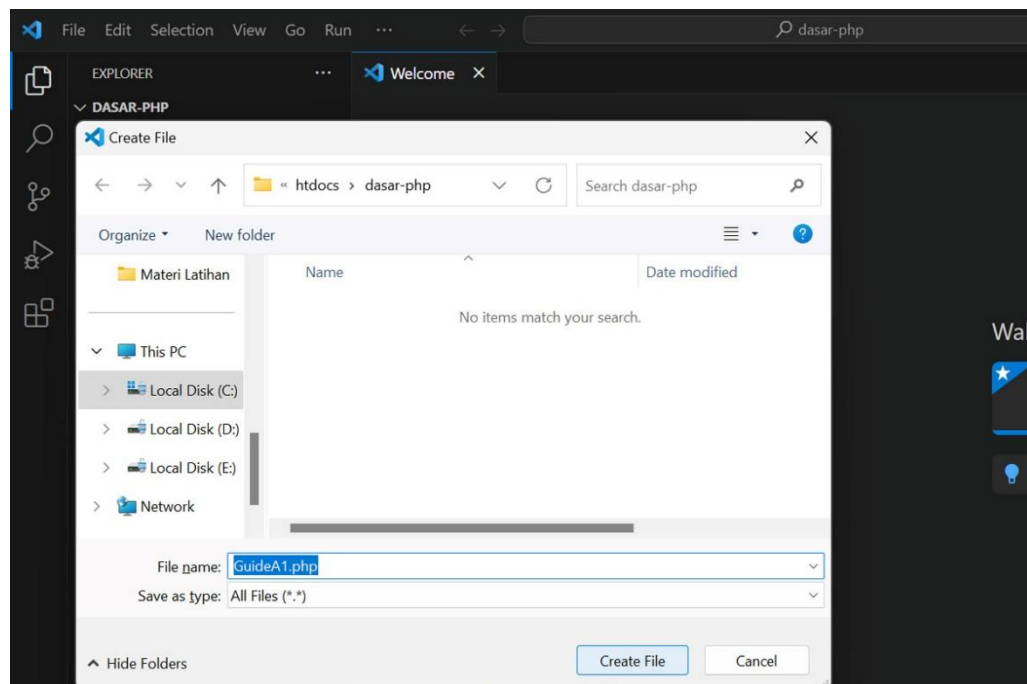 File Edit Selection View Go Run ··· dasar-php
EXPLORER ··· Welcome
DASAR-PHP
Create File
« htdocs › dasar-php Search dasar-php
Organize New folder
Name Date modified
Materi Latihan
No items match your search.
This PC
Local Disk (C:)
Local Disk (D:)
Local Disk (E:)
Network
Wal
File name: GuideA1.php
Save as type: All Files (*.*)
Hide Folders Create File Cancel